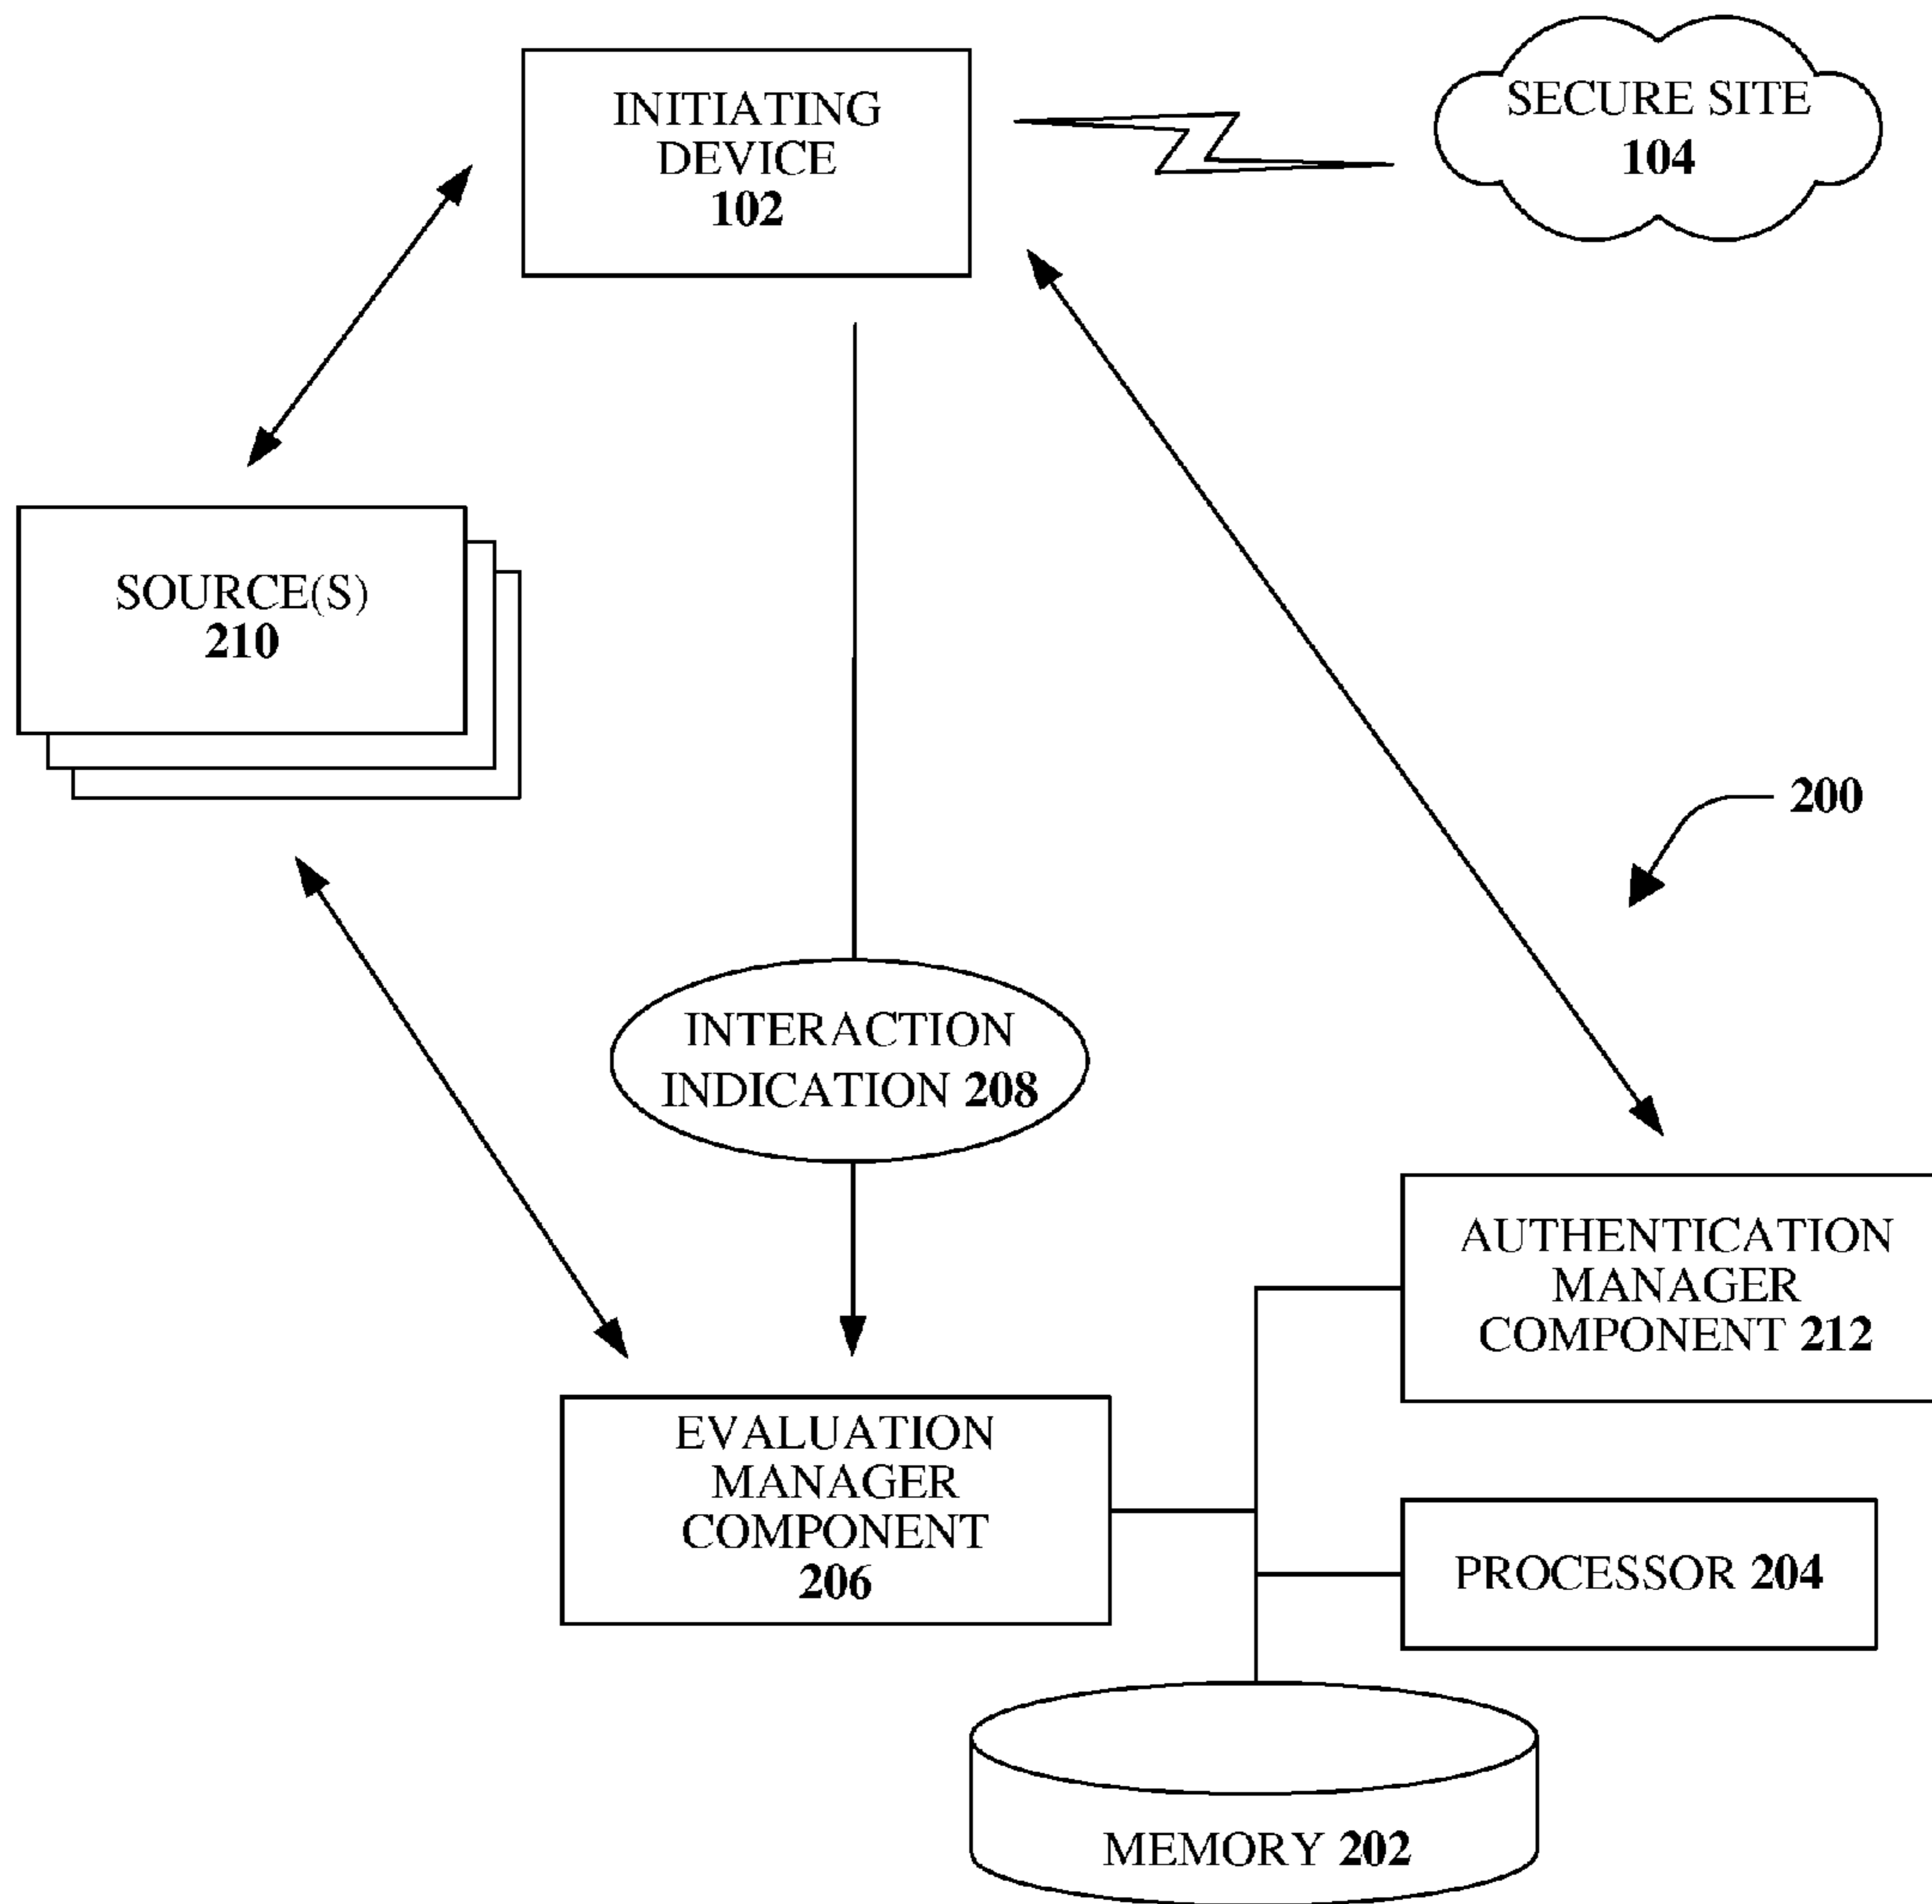 INITIATING
DEVICE
102
SECURE SITE
104
SOURCE(S)
210
200
INTERACTION
INDICATION 208
AUTHENTICATION
MANAGER
COMPONENT 212
EVALUATION
MANAGER
COMPONENT
206
PROCESSOR 204
MEMORY 202